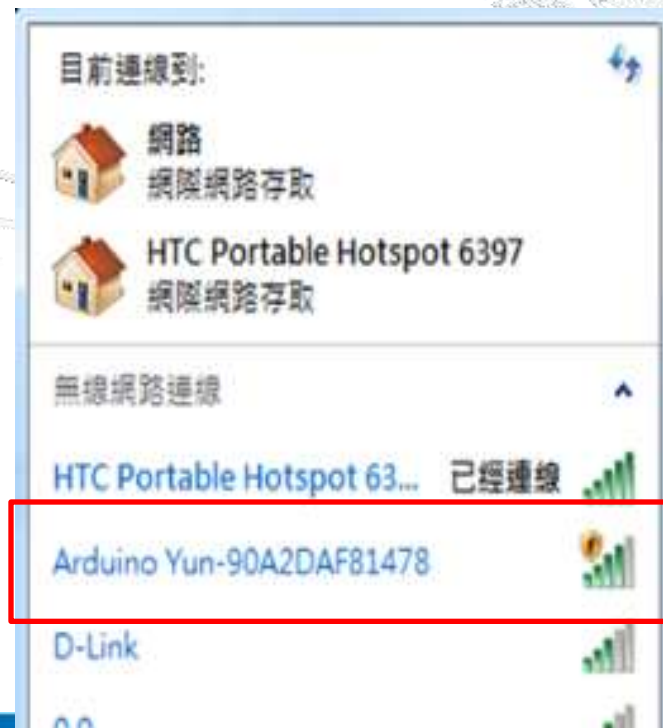 目前連線到:
網路
網際網路存取
HTC Portable Hotspot 6397
網際網路存取
無線網路連線
HTC Portable Hotspot 63... 已經連線
Arduino Yun-90A2DAF81478
D-Link